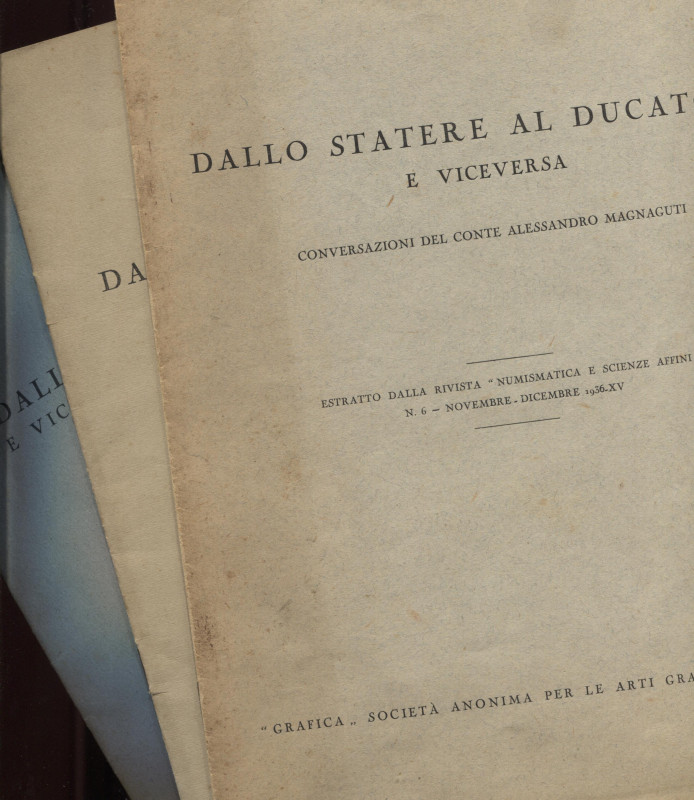 DALLO STATERE AL DUCAT
E VICEVERSA
CONVERSAZIONI DEL CONTE ALESSANDRO MAGNAGUTI
ESTRATTO DALLA RIVISTA "NUMISMATICA E SCIENZE AFFINI
N. 6 – NOVEMBRE - DICEMBRE 1936-XV
"GRAFICA„ SOCIETÀ ANONIMA PER LE ARTI GRA
DA
DALL
E VIC